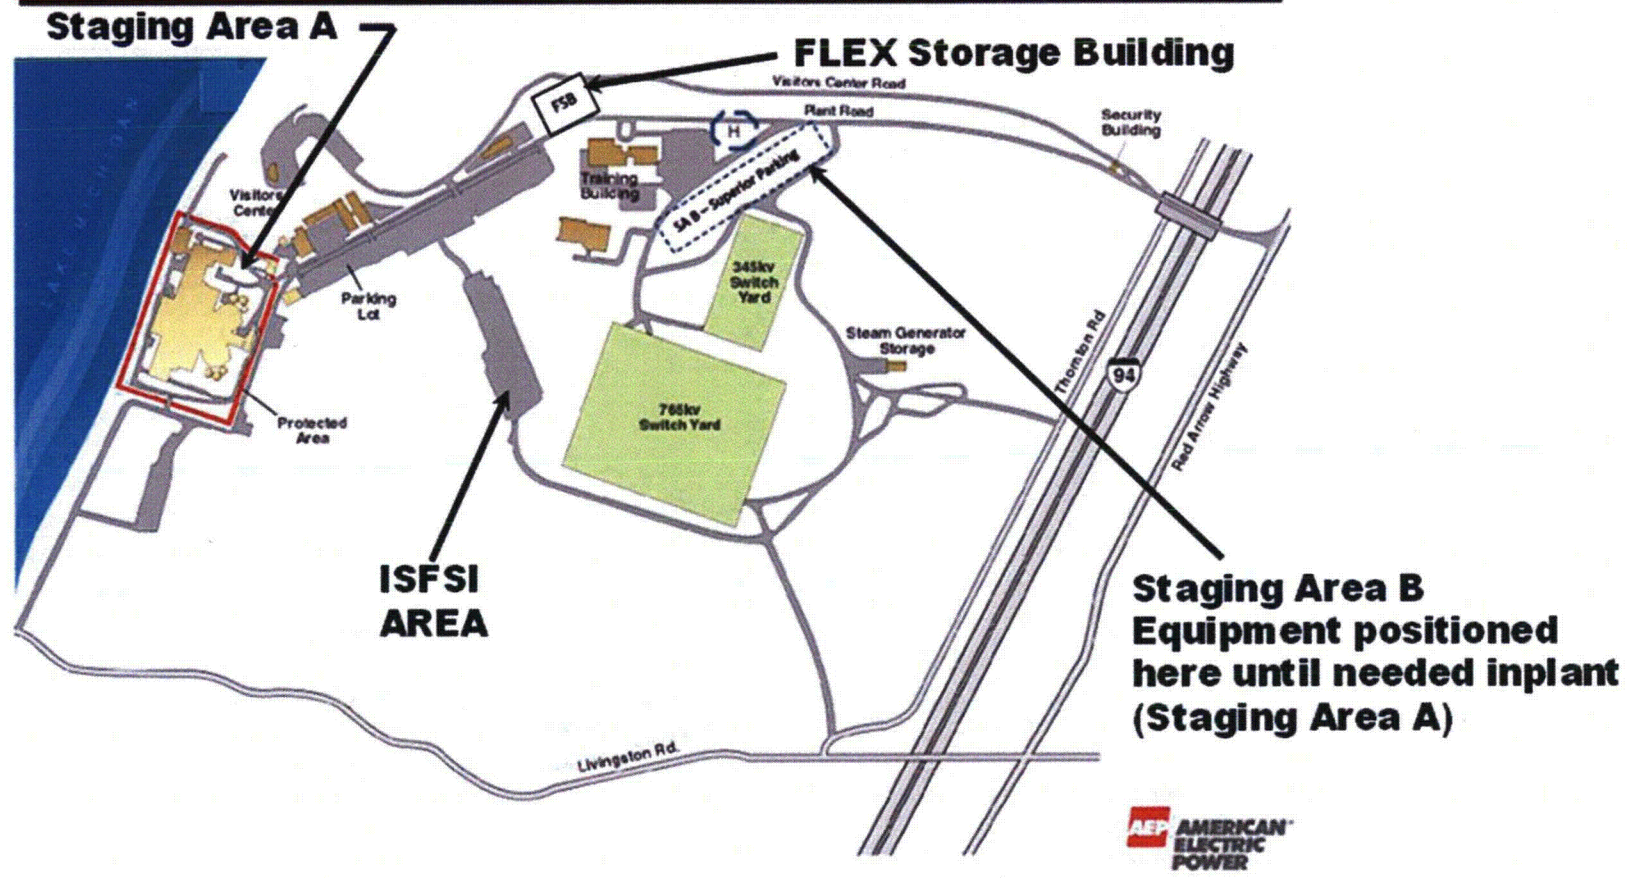 Staging Area A
FLEX Storage Building
Visitors Center Road
FSB
Plant Road
H
Security
Building
Training
Building
SA B - Superior Parking
Visitors
Center
LAKE MICHIGAN
345kv
Switch
Yard
Parking
Lot
Steam Generator
Storage
Thornton Rd
94
Red Arrow Highway
765kv
Switch Yard
Protected
Area
ISFSI
AREA
Staging Area B
Equipment positioned
here until needed inplant
(Staging Area A)
Livingston Rd.
AEP
AMERICAN
ELECTRIC
POWER